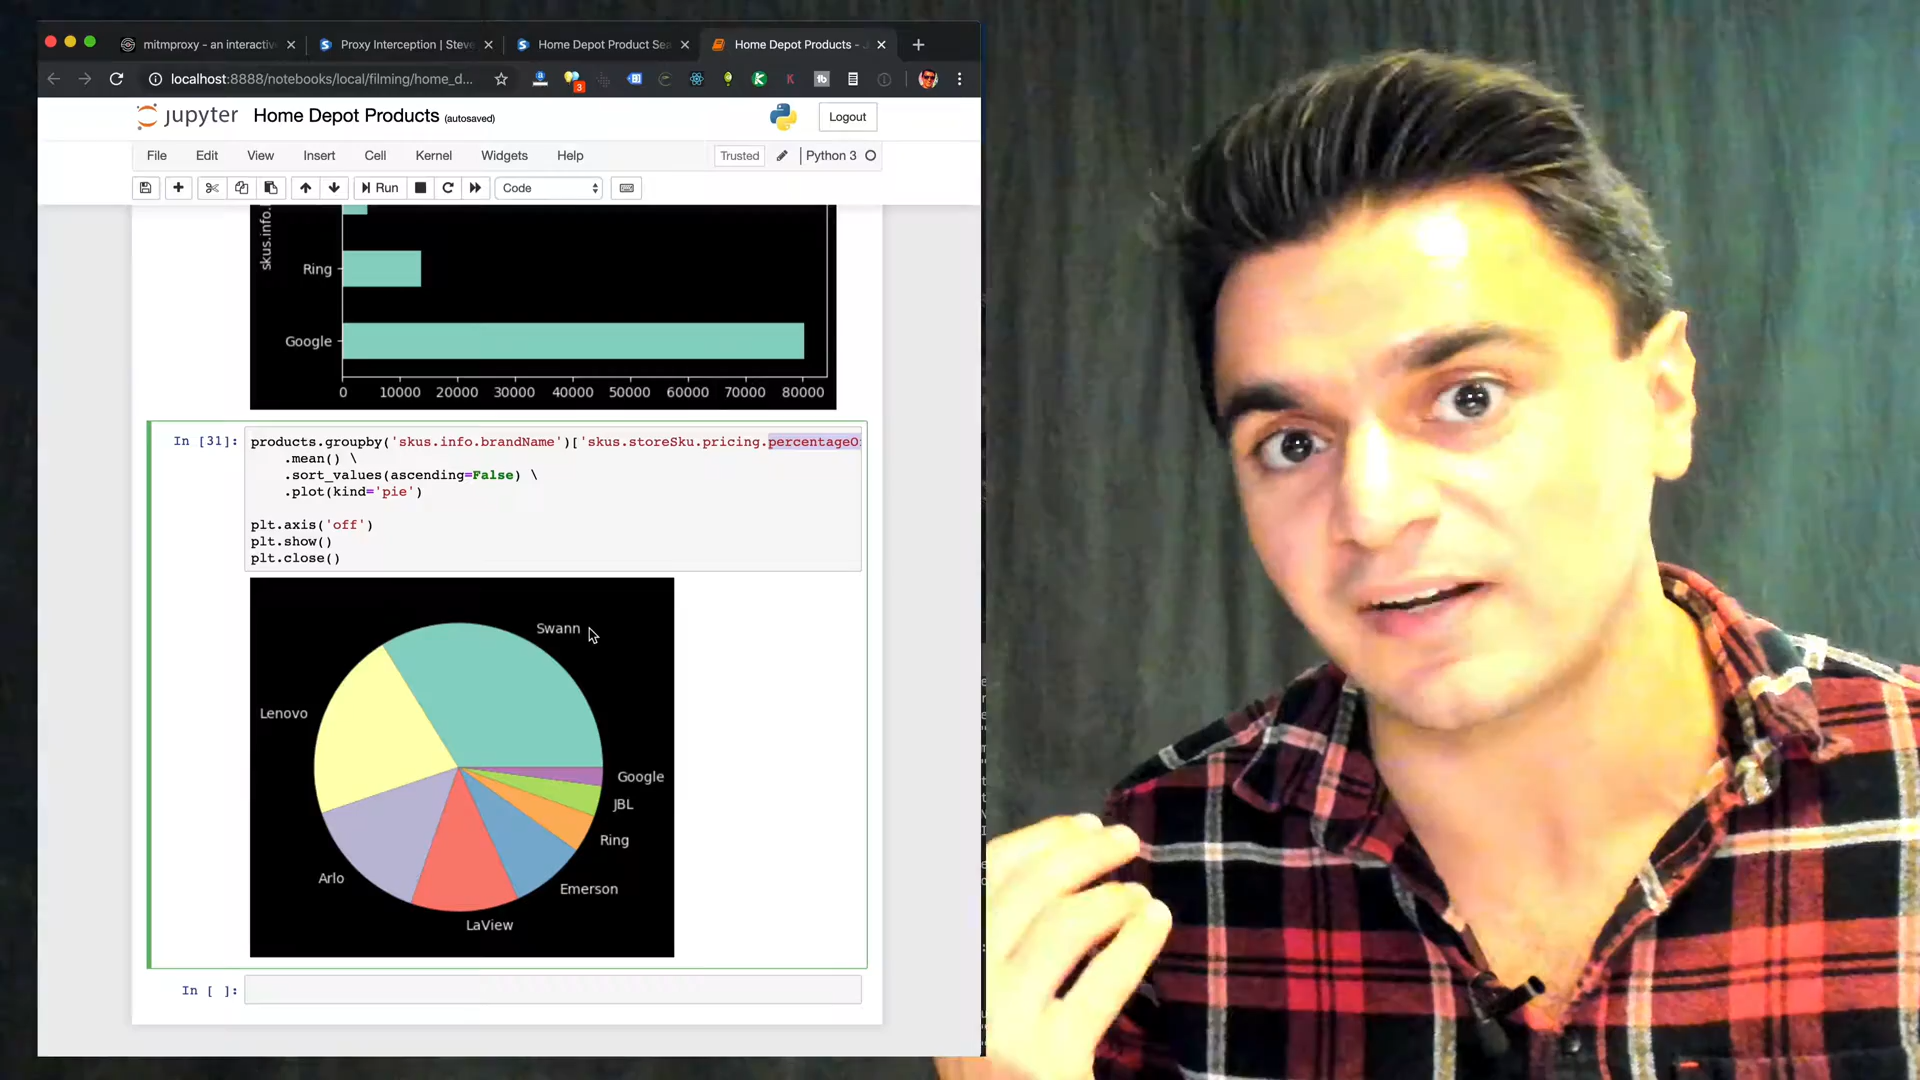 mitmproxy - an interactiv
Proxy Interception | Steve
Home Depot Product Sea
Home Depot Products - J
localhost:8888/notebooks/local/filming/home_d...
3
jupyter Home Depot Products (autosaved)
Logout
File Edit View Insert Cell Kernel Widgets Help
Trusted
Python 3
Run
Code
skus.info.
Ring
Google
0 10000 20000 30000 40000 50000 60000 70000 80000
In [31]:
products.groupby('skus.info.brandName')['skus.storeSku.pricing.percentageO
.mean() \
.sort_values(ascending=False) \
.plot(kind='pie')
plt.axis('off')
plt.show()
plt.close()
Swann
Lenovo
Google
JBL
Ring
Arlo
Emerson
LaView
In [ ]: